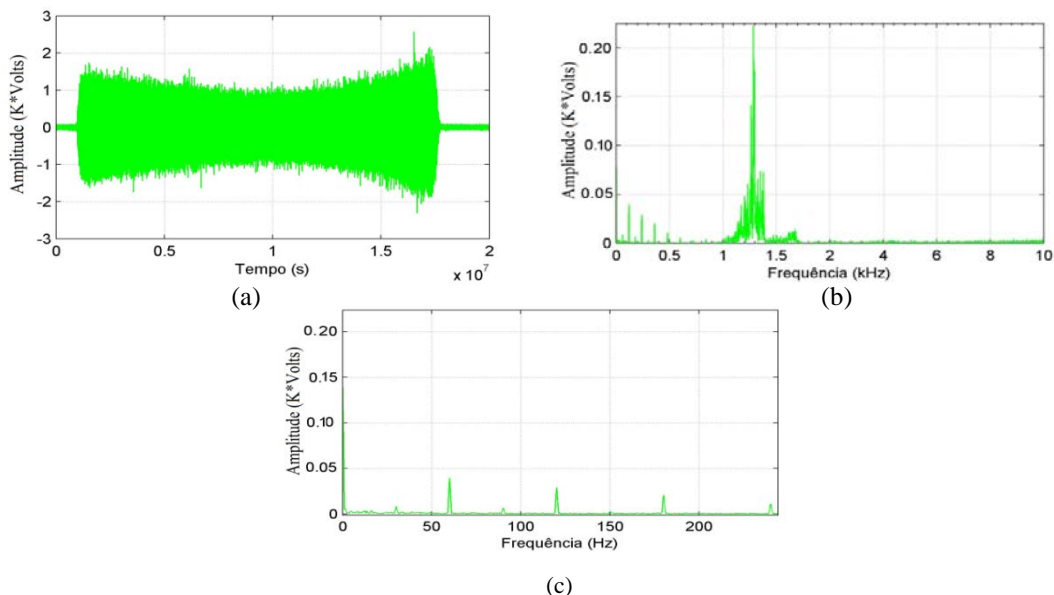 Amplitude (K*Volts)
3
2
1
0
-1
-2
-3
0 0.5 1 1.5 2.0
Tempo (s)
x 10⁷
(a)
Amplitude (K*Volts)
0.20
0.15
0.10
0.05
0
0 0.5 1 1.5 2 4 6 8 10
Frequência (kHz)
(b)
Amplitude (K*Volts)
0.20
0.15
0.10
0.05
0
0 50 100 150 200
Frequência (Hz)
(c)